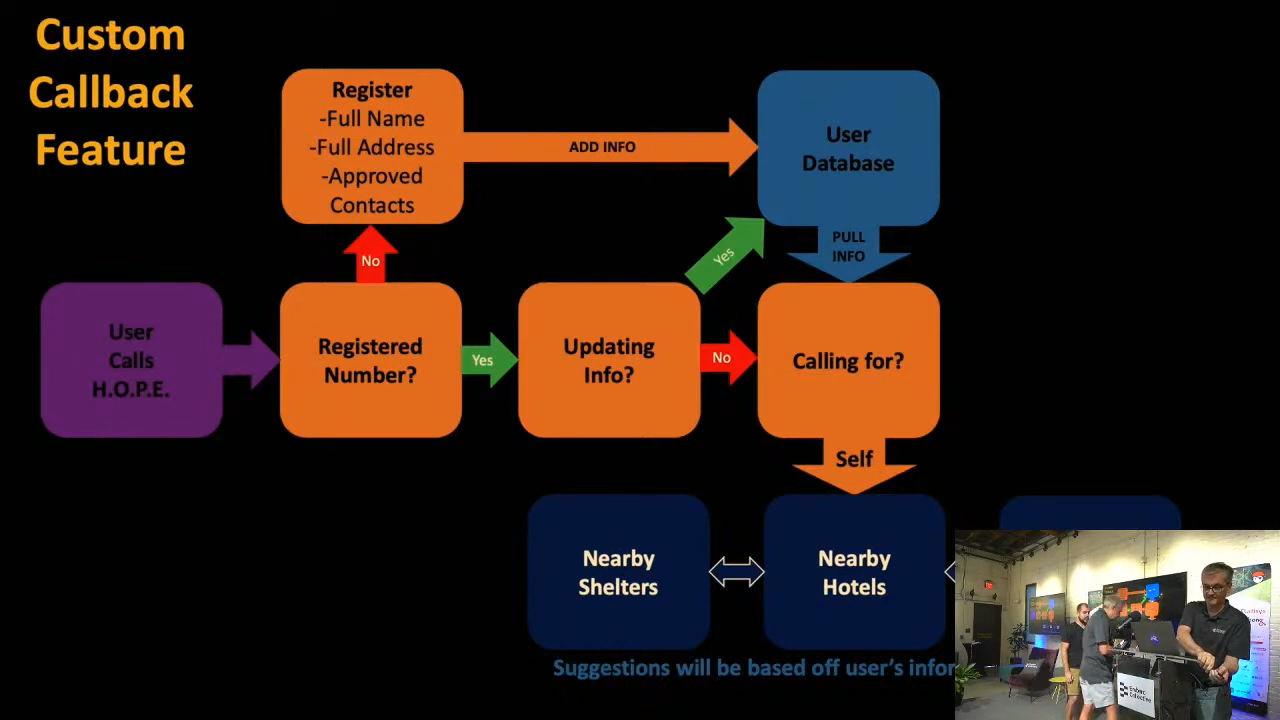 Custom
Callback
Feature
Register
-Full Name
-Full Address
-Approved
Contacts
ADD INFO
User
Database
No
Yes
PULL
INFO
User
Calls
H.O.P.E.
Registered
Number?
Yes
Updating
Info?
No
Calling for?
Self
Nearby
Shelters
Nearby
Hotels
Suggestions will be based off user's infor
Embarc
Collective